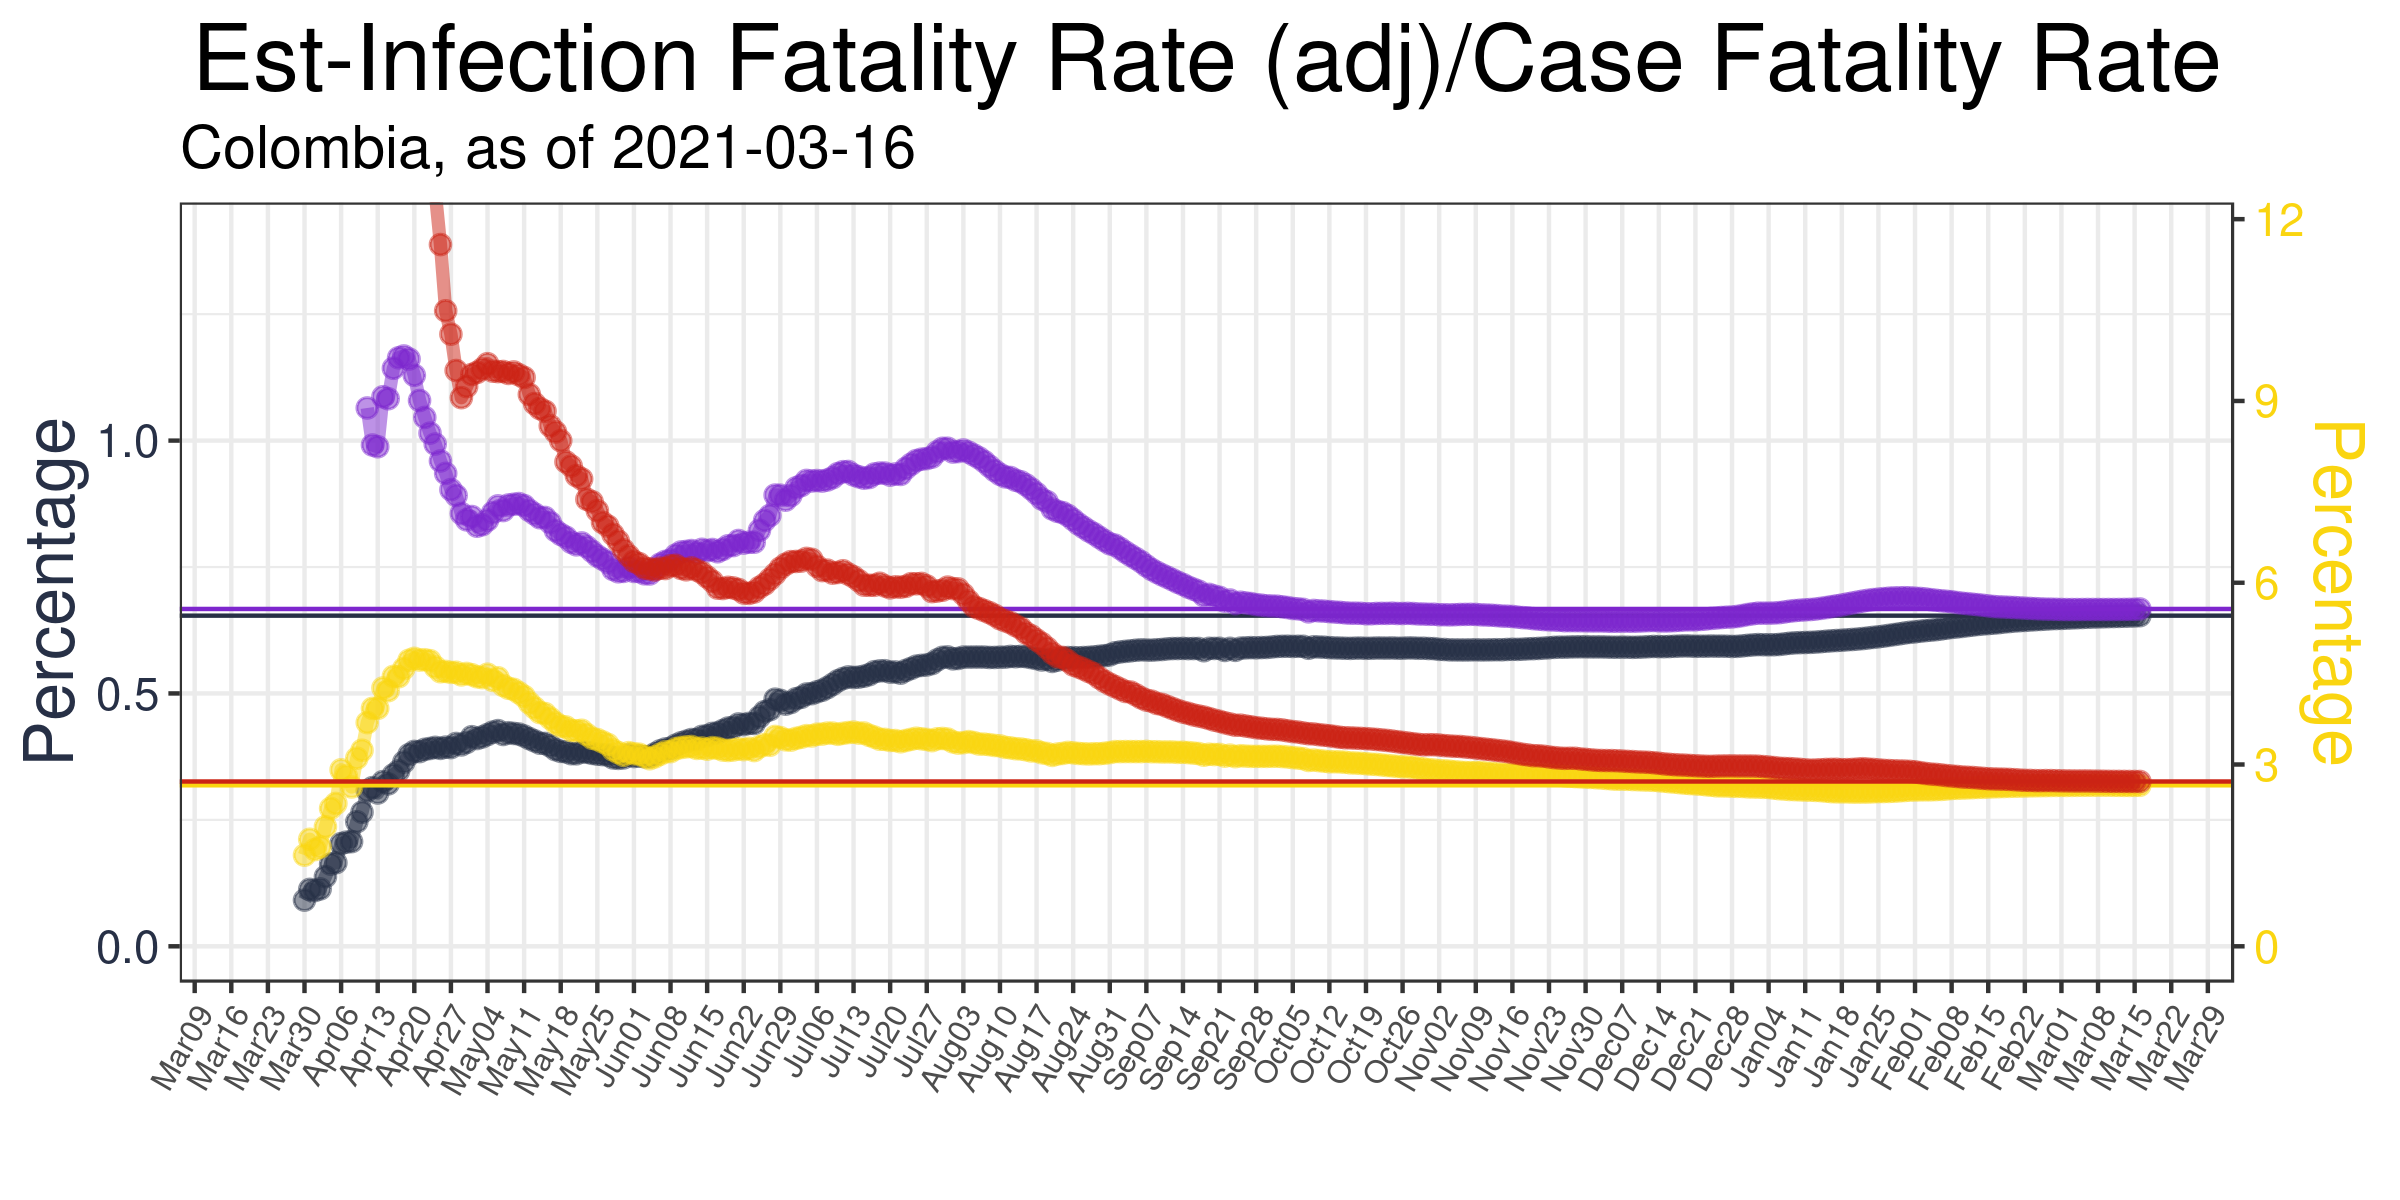 Est-Infection Fatality Rate (adj)/Case Fatality Rate
Colombia, as of 2021-03-16
Percentage
1.0
0.5
0.0
12
9
6
3
0
Percentage
Mar09
Mar16
Mar23
Mar30
Apr06
Apr13
Apr20
Apr27
May04
May11
May18
May25
Jun01
Jun08
Jun15
Jun22
Jun29
Jul06
Jul13
Jul20
Jul27
Aug03
Aug10
Aug17
Aug24
Aug31
Sep07
Sep14
Sep21
Sep28
Oct05
Oct12
Oct19
Oct26
Nov02
Nov09
Nov16
Nov23
Nov30
Dec07
Dec14
Dec21
Dec28
Jan04
Jan11
Jan18
Jan25
Feb01
Feb08
Feb15
Feb22
Mar01
Mar08
Mar15
Mar22
Mar29